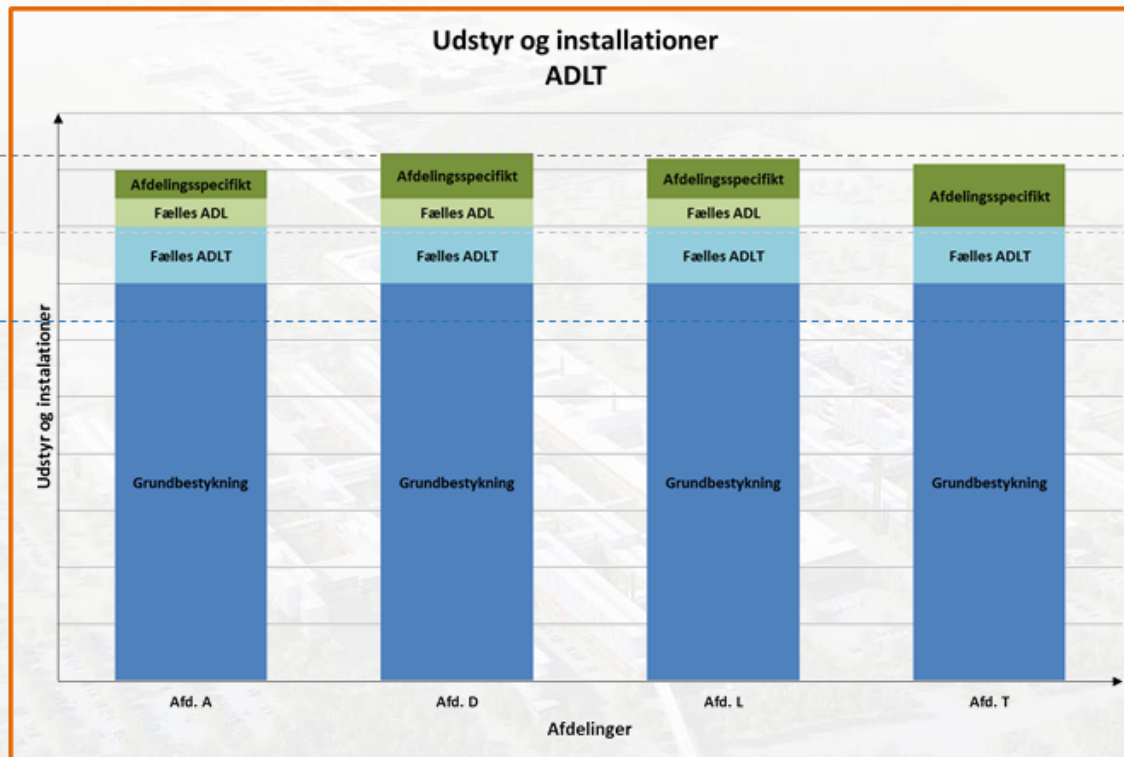 Udstyr og installationer
ADLT
Udstyr og instalationer
Afdelingsspecifikt
Fælles ADL
Fælles ADLT
Grundbestykning
Afdelingsspecifikt
Fælles ADL
Fælles ADLT
Grundbestykning
Afdelingsspecifikt
Fælles ADL
Fælles ADLT
Grundbestykning
Afdelingsspecifikt
Fælles ADLT
Grundbestykning
Afd. A
Afd. D
Afd. L
Afd. T
Afdelinger